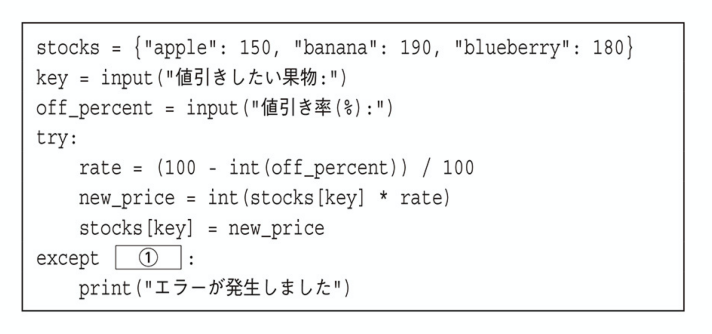 stocks = {"apple": 150, "banana": 190, "blueberry": 180}
key = input("値引きしたい果物:")
off_percent = input("値引き率(%):")
try:
    rate = (100 - int(off_percent)) / 100
    new_price = int(stocks[key] * rate)
    stocks[key] = new_price
except ① :
    print("エラーが発生しました")